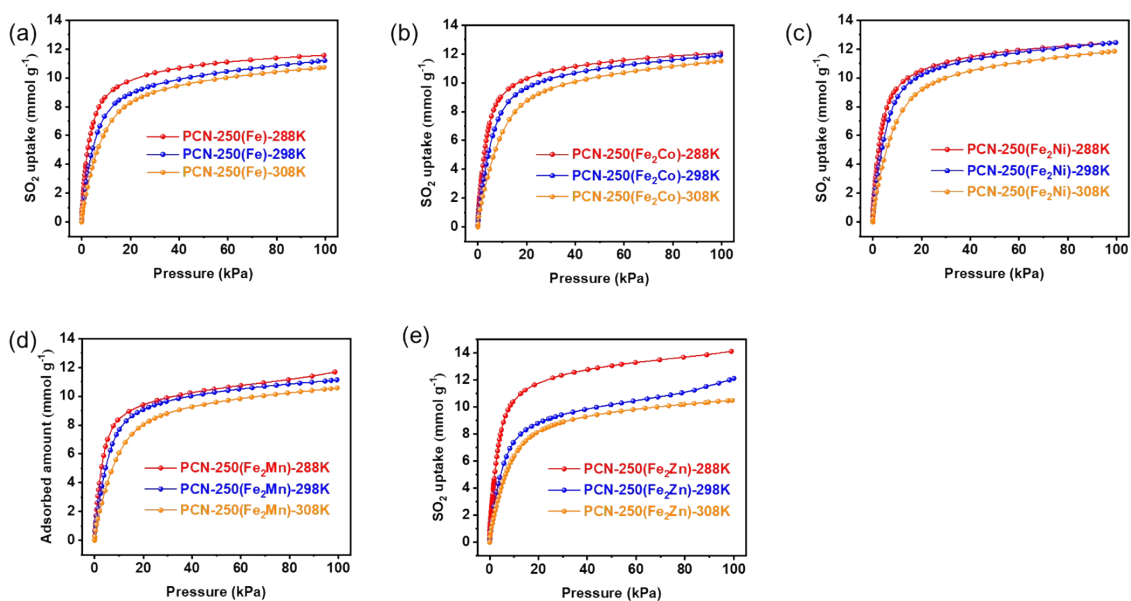 (a)
14
12
10
8
6
4
2
0
SO₂ uptake (mmol g⁻¹)
PCN-250(Fe)-288K
PCN-250(Fe)-298K
PCN-250(Fe)-308K
0 20 40 60 80 100
Pressure (kPa)
(b)
14
12
10
8
6
4
2
0
SO₂ uptake (mmol g⁻¹)
PCN-250(Fe₂Co)-288K
PCN-250(Fe₂Co)-298K
PCN-250(Fe₂Co)-308K
0 20 40 60 80 100
Pressure (kPa)
(c)
14
12
10
8
6
4
2
0
SO₂ uptake (mmol g⁻¹)
PCN-250(Fe₂Ni)-288K
PCN-250(Fe₂Ni)-298K
PCN-250(Fe₂Ni)-308K
0 20 40 60 80 100
Pressure (kPa)
(d)
14
12
10
8
6
4
2
0
Adsorbed amount (mmol g⁻¹)
PCN-250(Fe₂Mn)-288K
PCN-250(Fe₂Mn)-298K
PCN-250(Fe₂Mn)-308K
0 20 40 60 80 100
Pressure (kPa)
(e)
14
12
10
8
6
4
2
0
SO₂ uptake (mmol g⁻¹)
PCN-250(Fe₂Zn)-288K
PCN-250(Fe₂Zn)-298K
PCN-250(Fe₂Zn)-308K
0 20 40 60 80 100
Pressure (kPa)